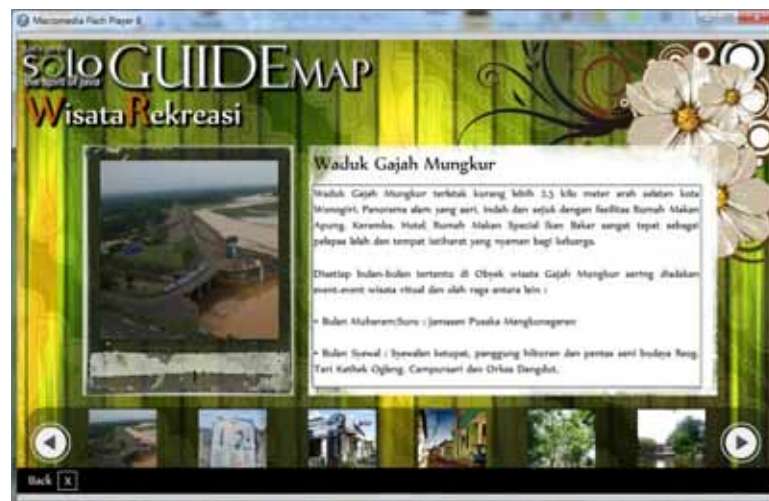 Macromedia Flash Player 8
solo GUIDE MAP
the spirit of java
Wisata Rekreasi
Waduk Gajah Mungkur
Waduk Gajah Mungkur terletak kurang lebih 2,5 kilo meter arah selatan kota
Wonogiri. Panorama alam yang asri, indah dan sejuk dengan fasilitas Rumah Makan
Apung, Keramba, Hotel, Rumah Makan Special Ikan Bakar sangat tepat sebagai
pelepas lelah dan tempat istiharat yang nyaman bagi keluarga.
Disetiap bulan-bulan tertentu di Obyek wisata Gajah Mungkur sering diadakan
event-event wisata ritual dan olah raga antara lain :
• Bulan Muharam/Suro : Jamasan Pusaka Mangkonegaran
• Bulan Syawal : Syawalan ketupat, panggung hiburan dan pentas seni budaya Reog,
Tari Kethek Ogleng, Campursari dan Orkes Dangdut.
Back X